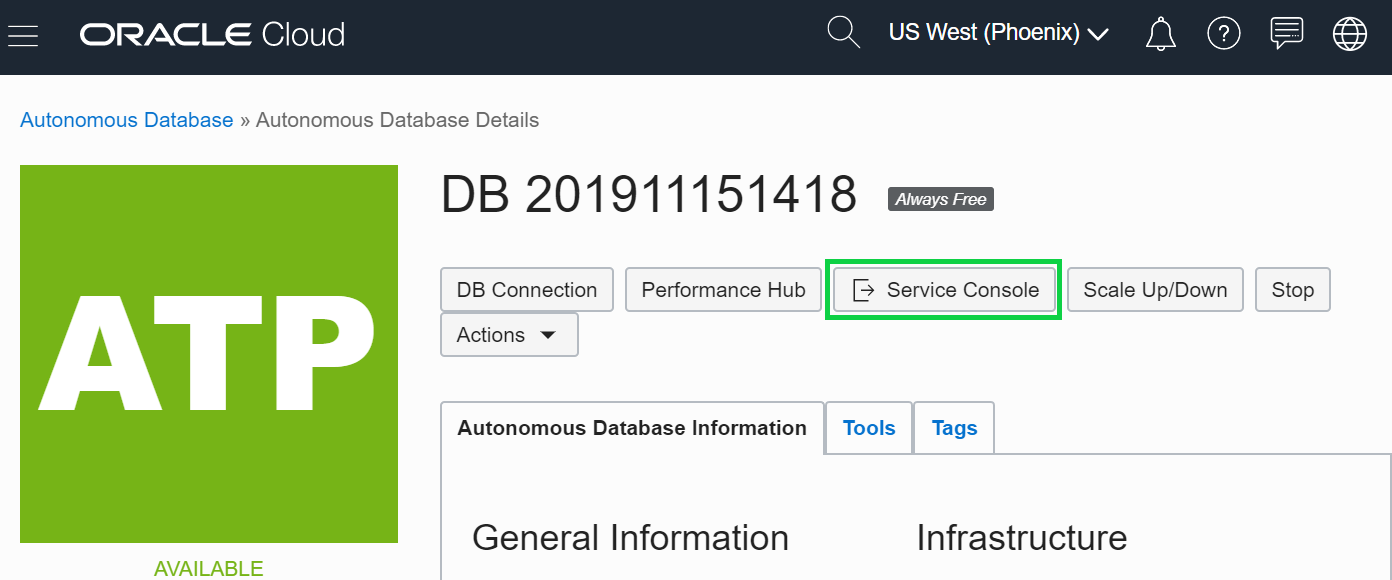 ORACLE Cloud
US West (Phoenix)
Autonomous Database » Autonomous Database Details
ATP
AVAILABLE
DB 201911151418 Always Free
DB Connection Performance Hub Service Console Scale Up/Down Stop
Actions
Autonomous Database Information Tools Tags
General Information Infrastructure